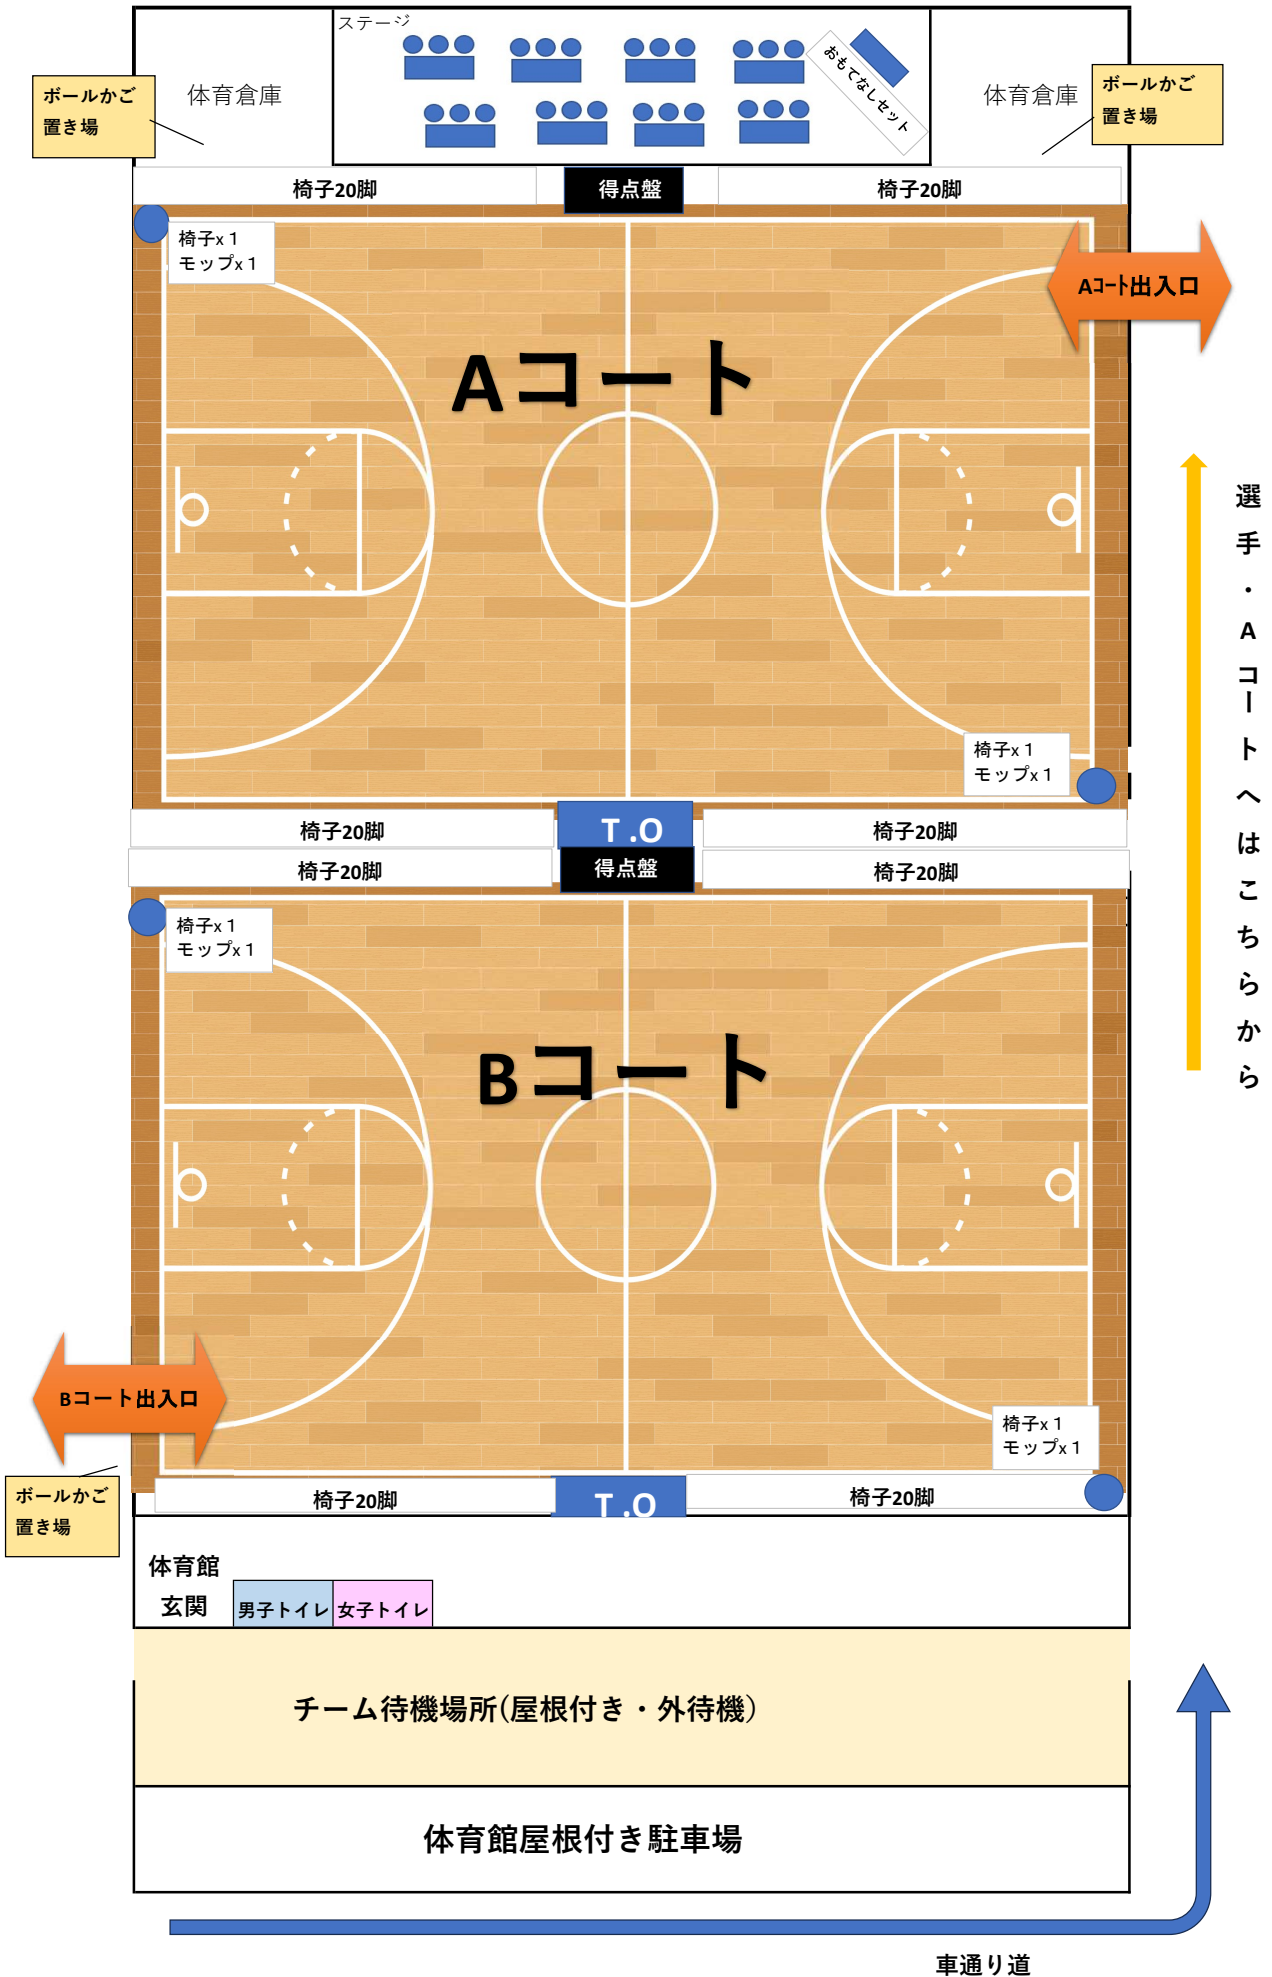 ステージ
ボールかご
置き場
体育倉庫
おもてなしセット
体育倉庫
ボールかご
置き場
椅子20脚
得点盤
椅子20脚
椅子x1
モップx1
Aコート出入口
Aコート
選手・Aコートへはこちらから
椅子x1
モップx1
椅子20脚
T.O
椅子20脚
椅子20脚
得点盤
椅子20脚
椅子x1
モップx1
Bコート
Bコート出入口
椅子x1
モップx1
ボールかご
置き場
椅子20脚
T.O
椅子20脚
体育館
玄関
男子トイレ
女子トイレ
チーム待機場所(屋根付き・外待機)
体育館屋根付き駐車場
車通り道